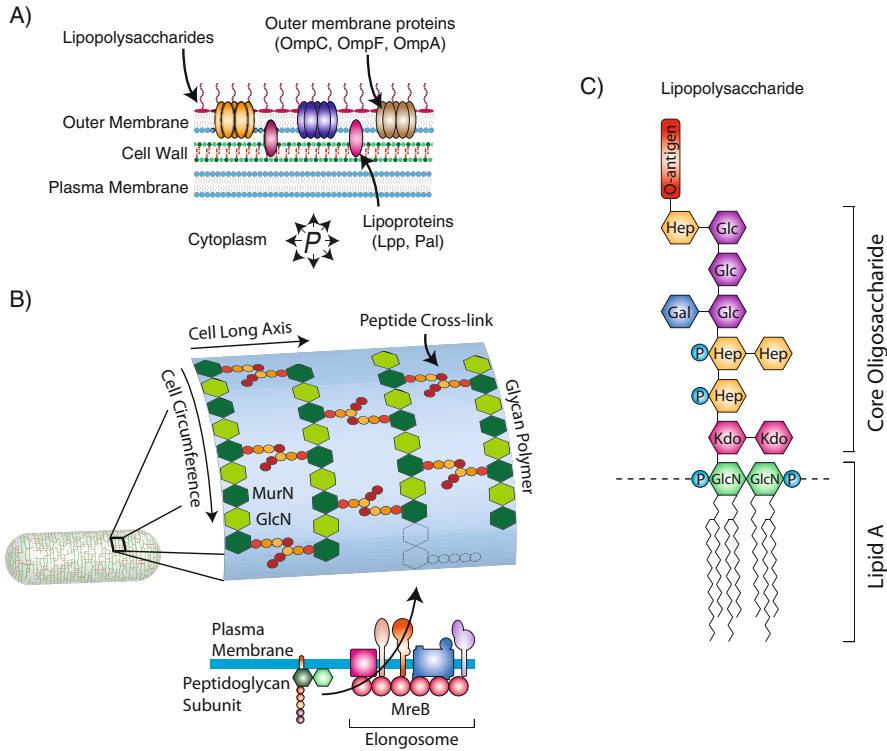 A)
Lipopolysaccharides
Outer membrane proteins
(OmpC, OmpF, OmpA)
Outer Membrane
Cell Wall
Plasma Membrane
Cytoplasm
P
Lipoproteins
(Lpp, Pal)
B)
Cell Long Axis
Peptide Cross-link
Cell Circumference
Glycan Polymer
MurN
GlcN
Plasma
Membrane
Peptidoglycan
Subunit
MreB
Elongosome
C)
Lipopolysaccharide
O-antigen
Hep Glc
Glc
Gal Glc
P Hep Hep
P Hep
Kdo Kdo
P GlcN GlcN P
Core Oligosaccharide
Lipid A